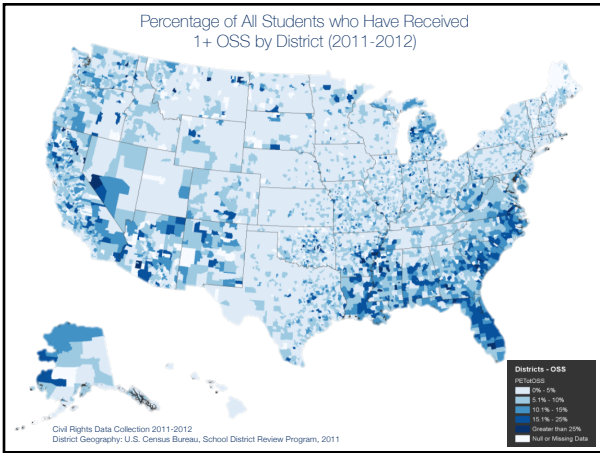 Percentage of All Students who Have Received
1+ OSS by District (2011-2012)
Districts - OSS
PETotOSS
0% - 5%
5.1% - 10%
10.1% - 15%
15.1% - 25%
Greater than 25%
Null or Missing Data
Civil Rights Data Collection 2011-2012
District Geography: U.S. Census Bureau, School District Review Program, 2011